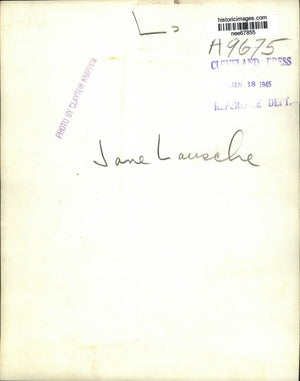 historicimages.com
nee67855
A9675
CLEVELAND PRESS
JAN 18 1945
REFERENCE DEPT.
PHOTO BY CLAYTON KNIPPER
Jane Lausche